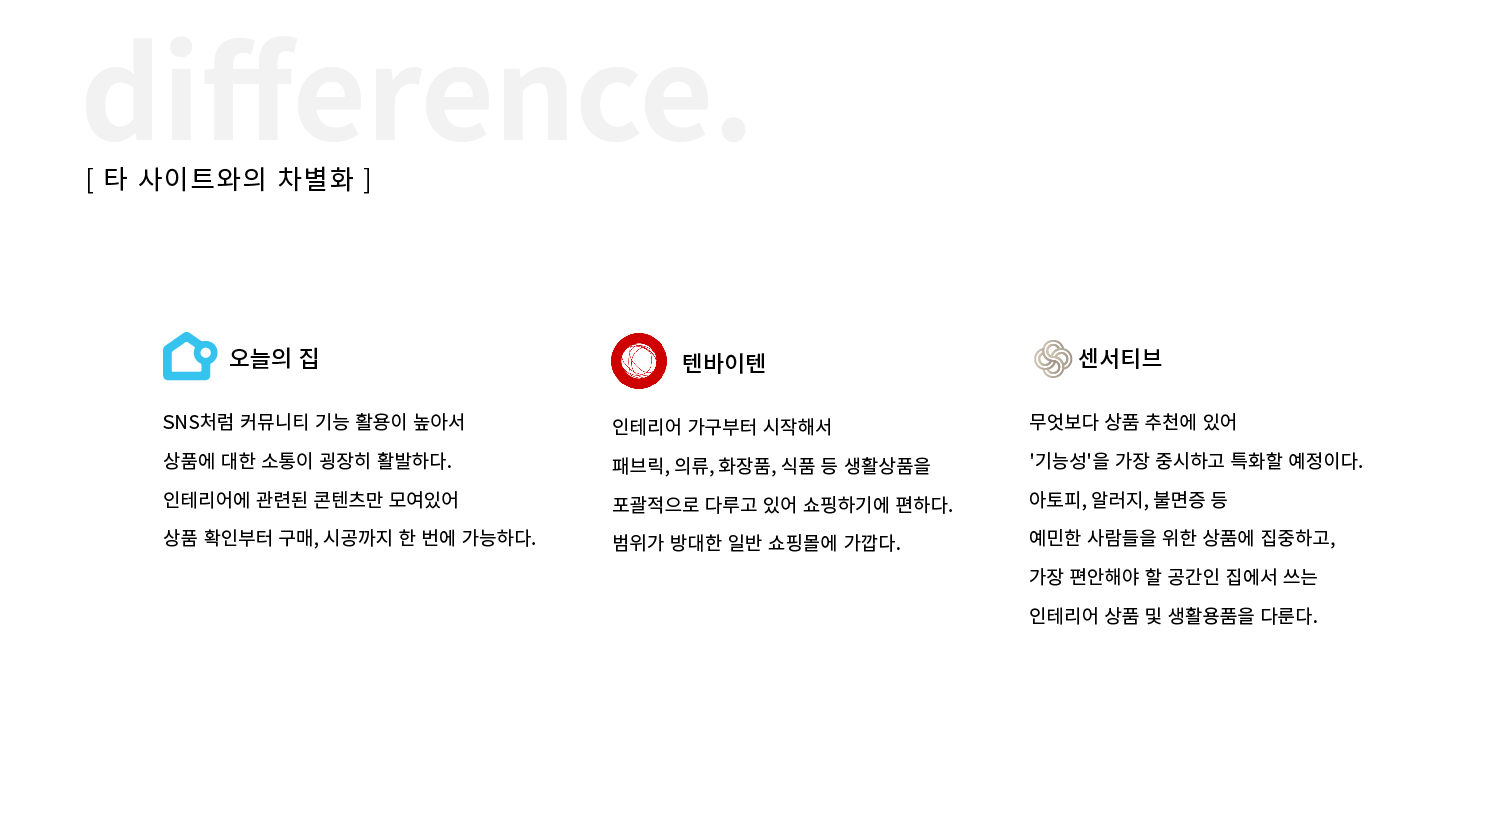 difference.
[ 타 사이트와의 차별화 ]
오늘의 집
SNS처럼 커뮤니티 기능 활용이 높아서
상품에 대한 소통이 굉장히 활발하다.
인테리어에 관련된 콘텐츠만 모여있어
상품 확인부터 구매, 시공까지 한 번에 가능하다.
텐바이텐
인테리어 가구부터 시작해서
패브릭, 의류, 화장품, 식품 등 생활상품을
포괄적으로 다루고 있어 쇼핑하기에 편하다.
범위가 방대한 일반 쇼핑몰에 가깝다.
센서티브
무엇보다 상품 추천에 있어
'기능성'을 가장 중시하고 특화할 예정이다.
아토피, 알러지, 불면증 등
예민한 사람들을 위한 상품에 집중하고,
가장 편안해야 할 공간인 집에서 쓰는
인테리어 상품 및 생활용품을 다룬다.